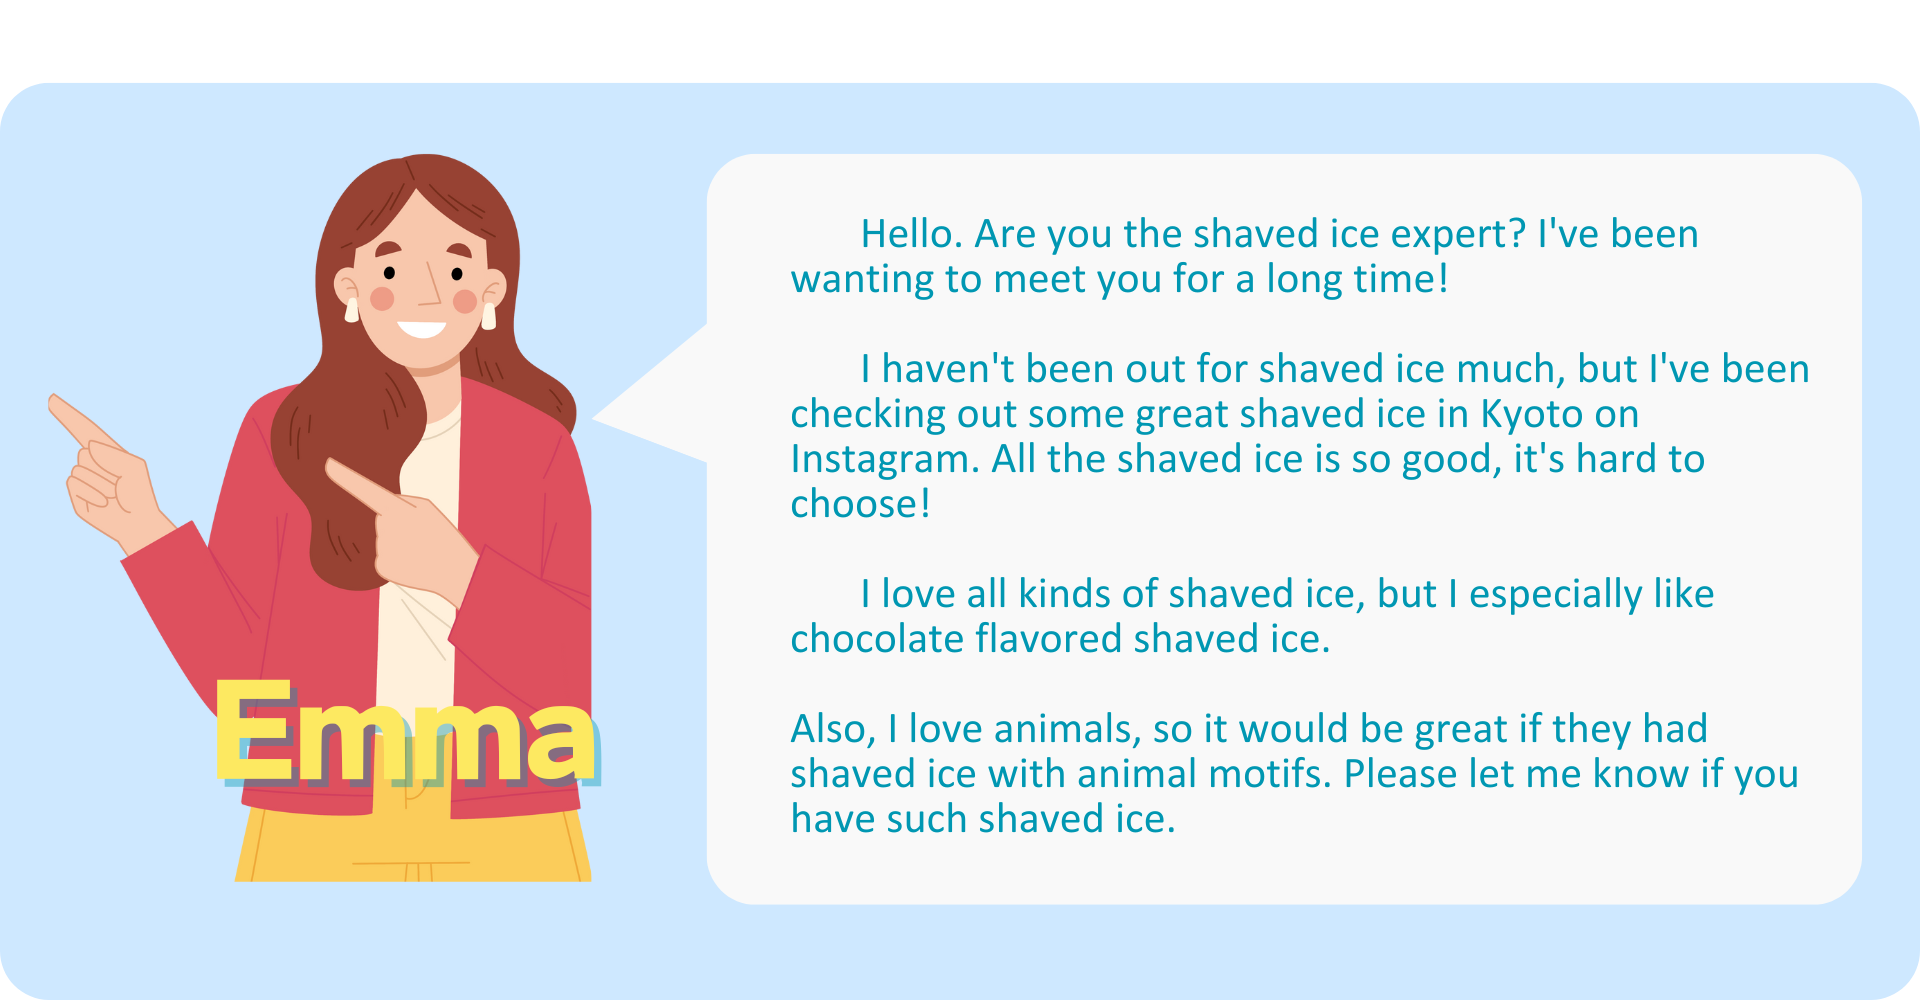 Hello. Are you the shaved ice expert? I've been
wanting to meet you for a long time!
I haven't been out for shaved ice much, but I've been
checking out some great shaved ice in Kyoto on
Instagram. All the shaved ice is so good, it's hard to
choose!
I love all kinds of shaved ice, but I especially like
chocolate flavored shaved ice.
Also, I love animals, so it would be great if they had
shaved ice with animal motifs. Please let me know if you
have such shaved ice.
Emma